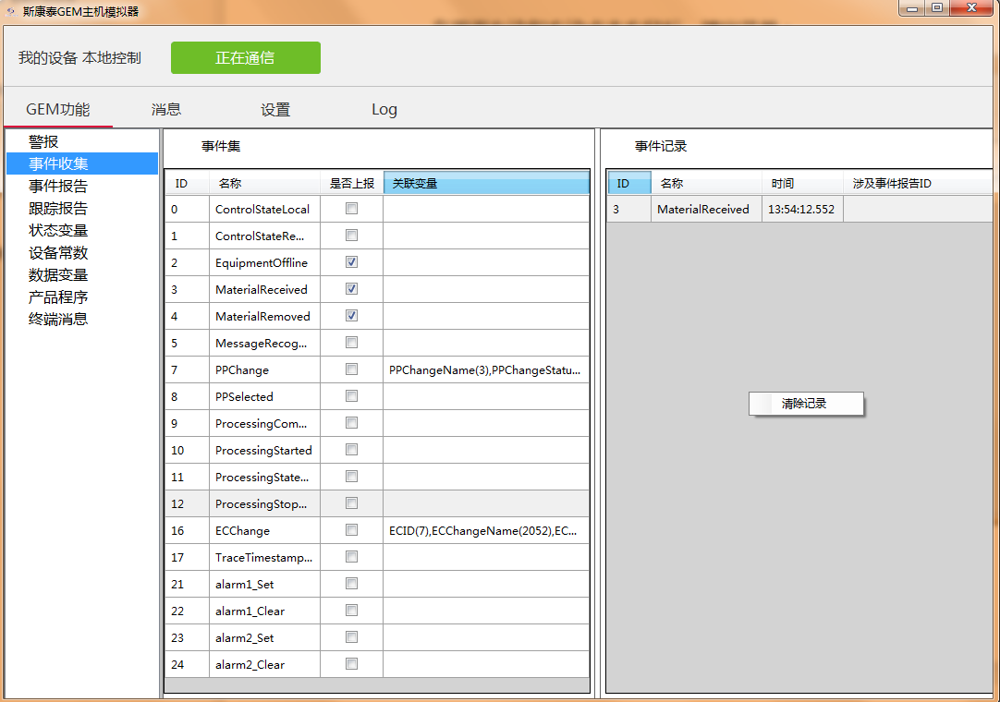 斯康泰GEM主机模拟器
我的设备 本地控制
正在通信
GEM功能 消息 设置 Log
警报
事件收集
事件报告
跟踪报告
状态变量
设备常数
数据变量
产品程序
终端消息
事件集
ID 名称 是否上报 关联变量
0 ControlStateLocal
1 ControlStateRe...
2 EquipmentOffline
3 MaterialReceived
4 MaterialRemoved
5 MessageRecog...
7 PPChange PPChangeName(3),PPChangeStatu...
8 PPSelected
9 ProcessingCom...
10 ProcessingStarted
11 ProcessingState...
12 ProcessingStop...
16 ECChange ECID(7),ECChangeName(2052),EC...
17 TraceTimestamp...
21 alarm1_Set
22 alarm1_Clear
23 alarm2_Set
24 alarm2_Clear
事件记录
ID 名称 时间 涉及事件报告ID
3 MaterialReceived 13:54:12.552
清除记录